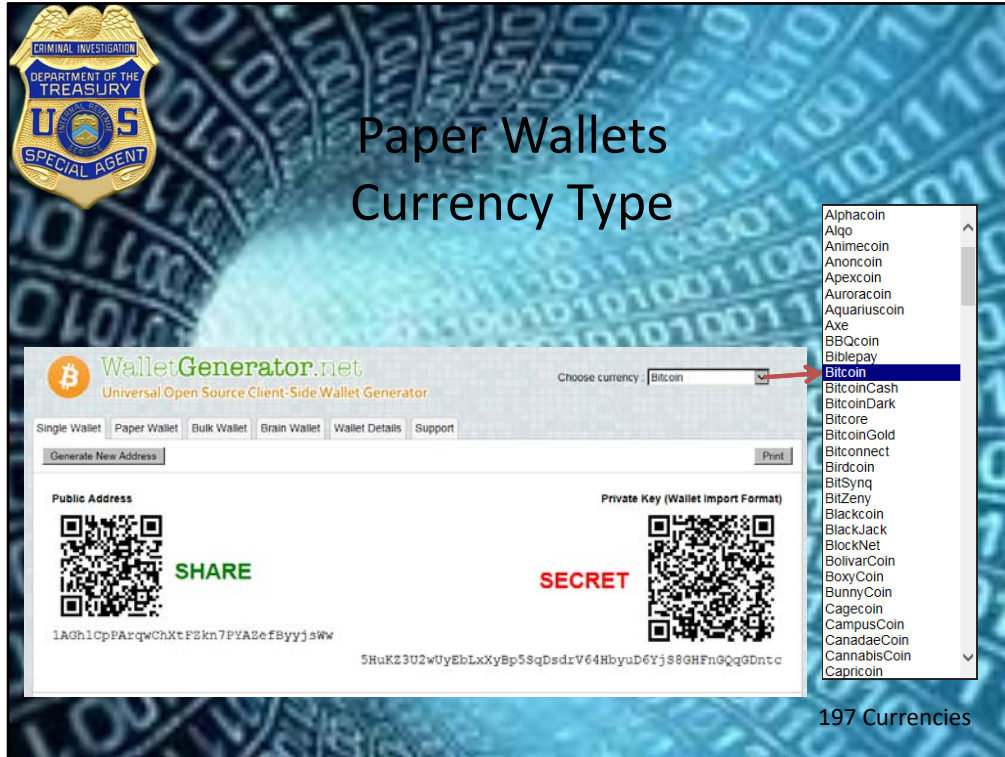 CRIMINAL INVESTIGATION
DEPARTMENT OF THE
TREASURY
U S
INTERNAL REVENUE
SERVICE
SPECIAL AGENT
Paper Wallets
Currency Type
WalletGenerator.net
Universal Open Source Client-Side Wallet Generator
Choose currency : Bitcoin
Single Wallet Paper Wallet Bulk Wallet Brain Wallet Wallet Details Support
Generate New Address Print
Public Address Private Key (Wallet Import Format)
SHARE SECRET
1AGh1CpPArqwChXtFZkn7PYAZefByyjsWw
5HuKZ3U2wUyEbLxXyBp5SqDsdrV64HbyuD6YjS8GHFnGQqGDntc
Alphacoin
Alqo
Animecoin
Anoncoin
Apexcoin
Auroracoin
Aquariuscoin
Axe
BBQcoin
Biblepay
Bitcoin
BitcoinCash
BitcoinDark
Bitcore
BitcoinGold
Bitconnect
Birdcoin
BitSynq
BitZeny
Blackcoin
BlackJack
BlockNet
BolivarCoin
BoxyCoin
BunnyCoin
Cagecoin
CampusCoin
CanadaeCoin
CannabisCoin
Capricoin
197 Currencies